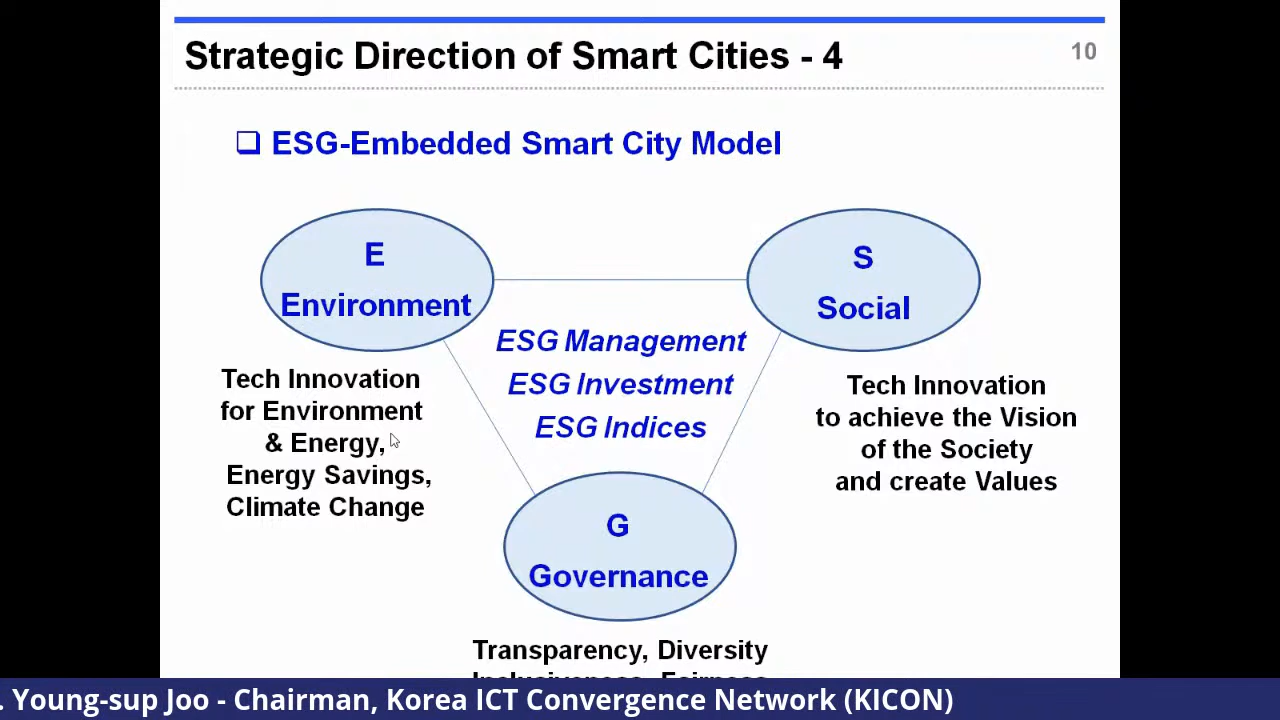 Strategic Direction of Smart Cities - 4
10
ESG-Embedded Smart City Model
E
Environment
S
Social
ESG Management
ESG Investment
ESG Indices
Tech Innovation
for Environment
& Energy,
Energy Savings,
Climate Change
Tech Innovation
to achieve the Vision
of the Society
and create Values
G
Governance
Transparency, Diversity
Inclusiveness, Fairness
. Young-sup Joo - Chairman, Korea ICT Convergence Network (KICON)